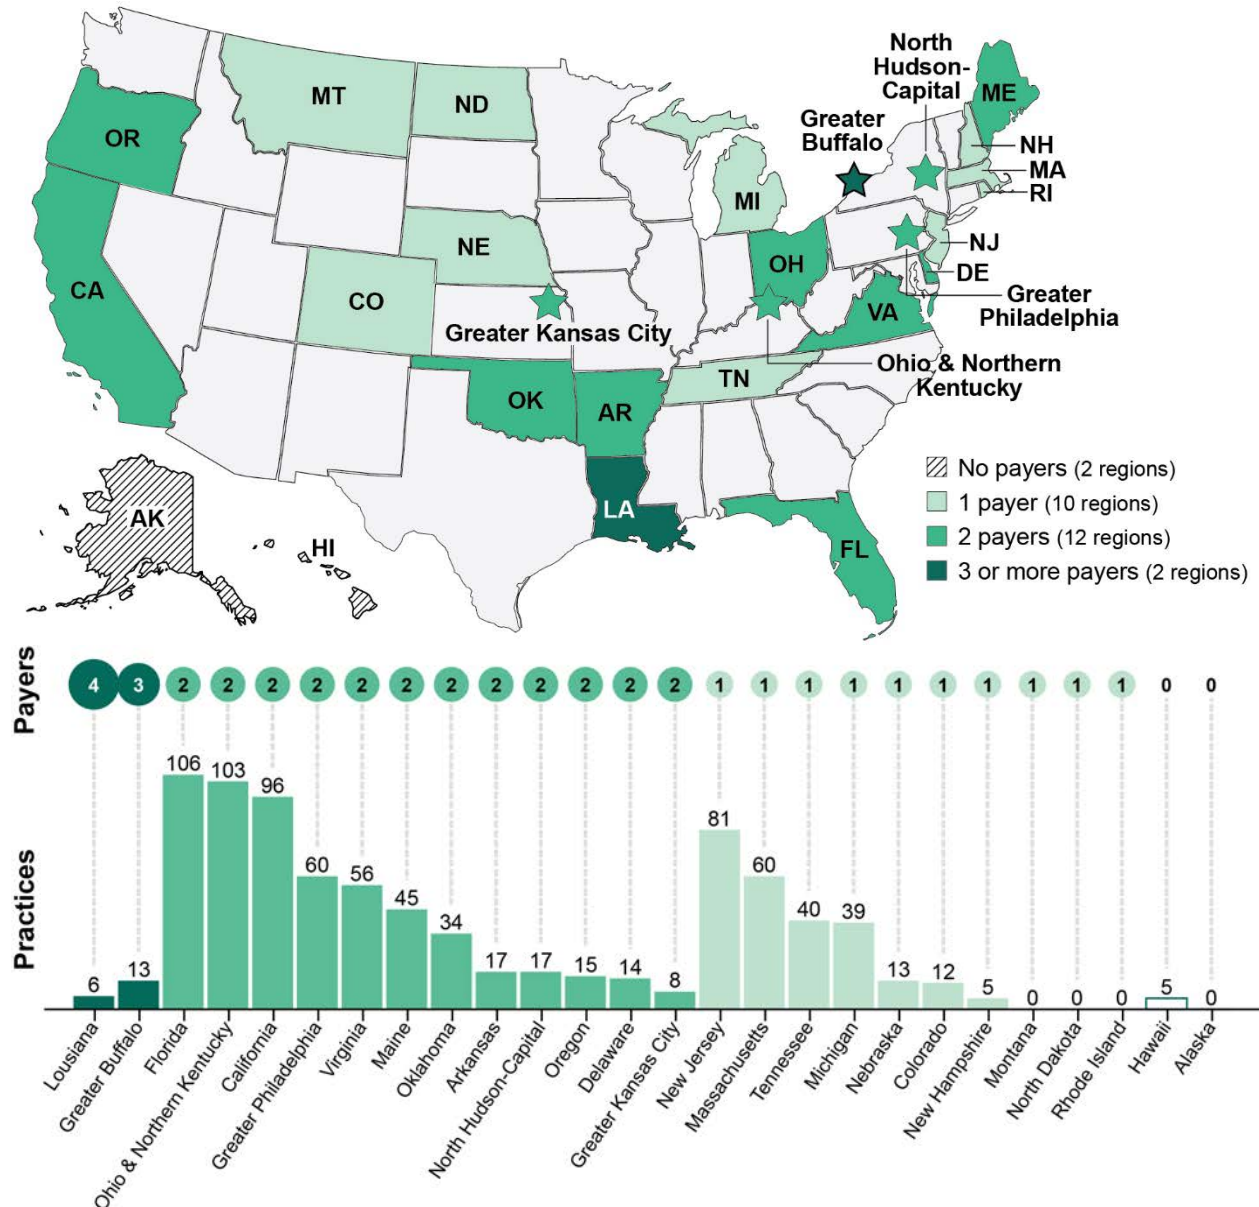 North
Hudson-
Capital
ME
Greater
Buffalo
MT
ND
OR
NH
MA
RI
MI
NE
NJ
OH
DE
CA
CO
VA
Greater
Philadelphia
Greater Kansas City
Ohio & Northern
Kentucky
TN
OK
AR
LA
FL
AK
HI
No payers (2 regions)
1 payer (10 regions)
2 payers (12 regions)
3 or more payers (2 regions)
Payers
4 3 2 2 2 2 2 2 2 2 2 2 2 2 1 1 1 1 1 1 1 1 1 1 0 0
Practices
6 13 106 103 96 60 56 45 34 17 17 15 14 8 81 60 40 39 13 12 5 0 0 0 5 0
Lousiana
Greater Buffalo
Florida
Ohio & Northern Kentucky
California
Greater Philadelphia
Virginia
Maine
Oklahoma
Arkansas
North Hudson-Capital
Oregon
Delaware
Greater Kansas City
New Jersey
Massachusetts
Tennessee
Michigan
Nebraska
Colorado
New Hampshire
Montana
North Dakota
Rhode Island
Hawaii
Alaska